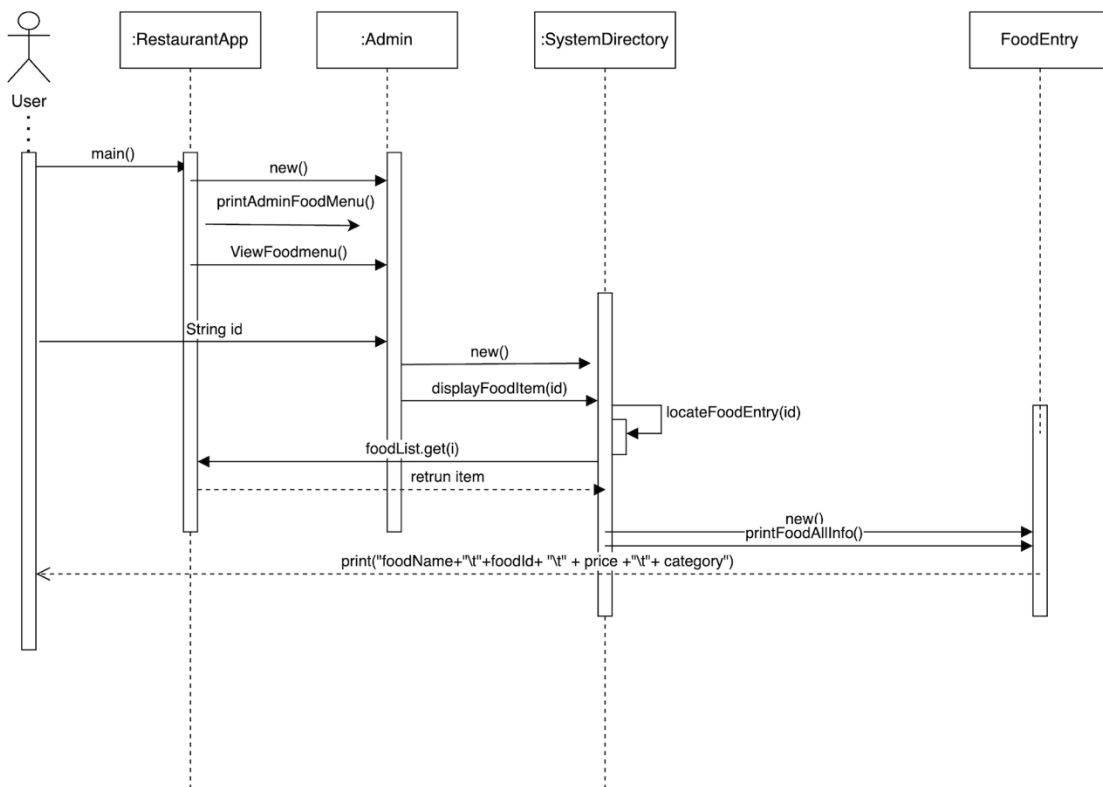 :RestaurantApp
:Admin
:SystemDirectory
FoodEntry
User
main()
new()
printAdminFoodMenu()
ViewFoodmenu()
String id
new()
displayFoodItem(id)
locateFoodEntry(id)
foodList.get(i)
retrun item
new()
printFoodAllInfo()
print("foodName+"\t"+foodId+ "\t" + price +"\t"+ category")